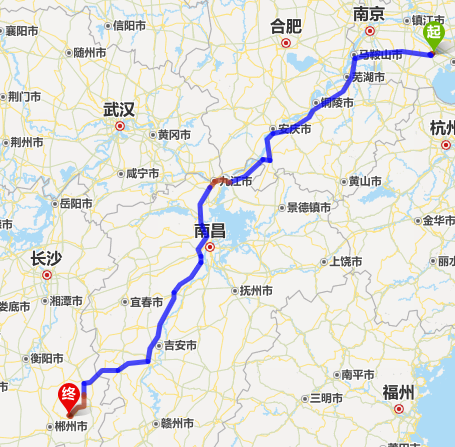 南京
镇江市
合肥
起
襄阳市
信阳市
随州市
马鞍山市
芜湖市
荆门市
铜陵市
武汉
黄冈市
安庆市
杭州
荆州市
咸宁市
九江市
黄山市
岳阳市
景德镇市
金华市
南昌
长沙
上饶市
丽水
抚州市
湘潭市
宜春市
娄底市
衡阳市
吉安市
南平市
终
三明市
福州
郴州市
赣州市
莆田市